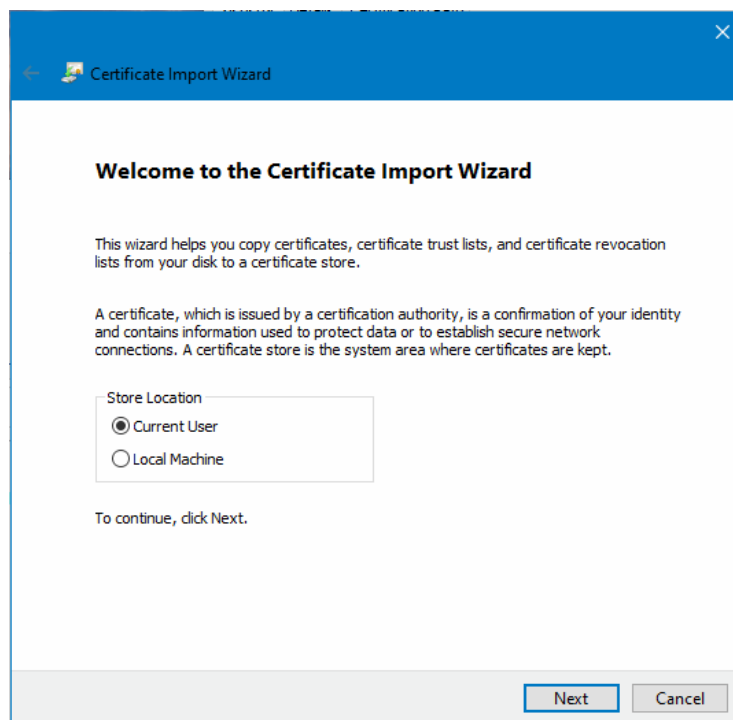 Certificate Import Wizard
Welcome to the Certificate Import Wizard
This wizard helps you copy certificates, certificate trust lists, and certificate revocation
lists from your disk to a certificate store.
A certificate, which is issued by a certification authority, is a confirmation of your identity
and contains information used to protect data or to establish secure network
connections. A certificate store is the system area where certificates are kept.
Store Location
Current User
Local Machine
To continue, click Next.
Next
Cancel